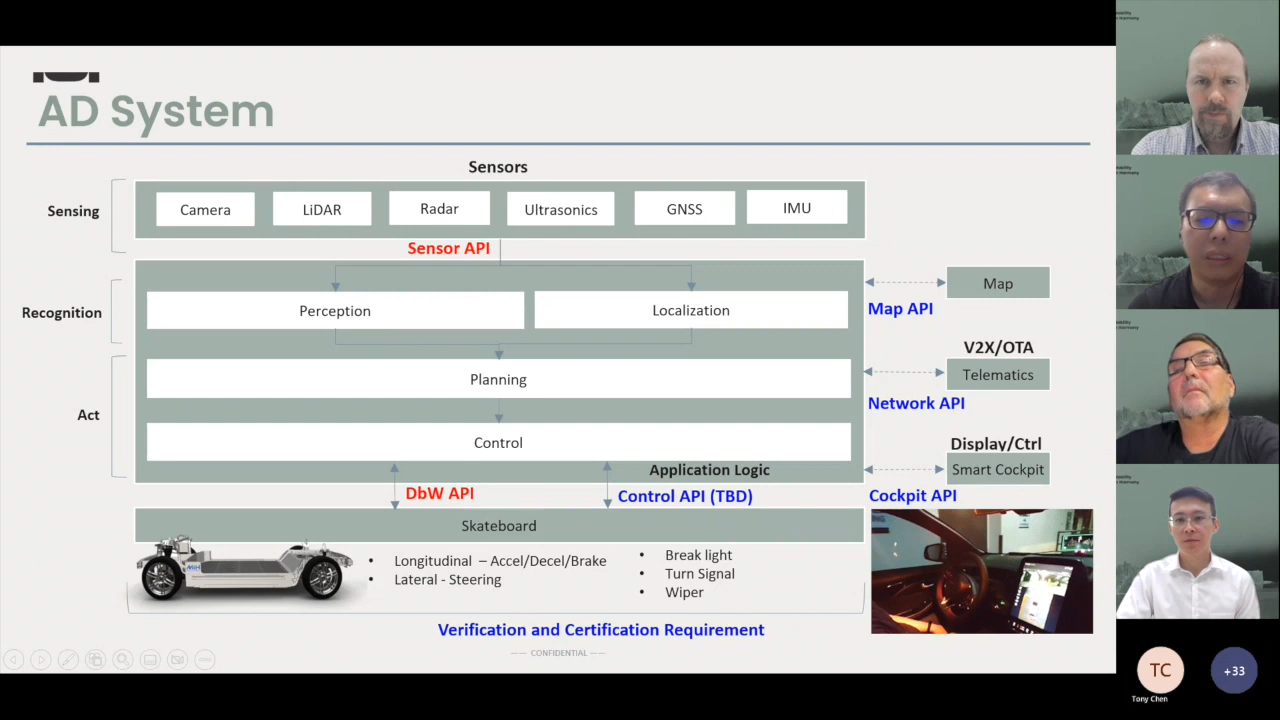 AD System
Sensors
Sensing
Camera
LiDAR
Radar
Ultrasonics
GNSS
IMU
Sensor API
Recognition
Perception
Localization
Map
Map API
V2X/OTA
Telematics
Network API
Act
Planning
Control
Application Logic
Display/Ctrl
Smart Cockpit
Cockpit API
DbW API
Control API (TBD)
Skateboard
• Longitudinal – Accel/Decel/Brake
• Lateral - Steering
• Break light
• Turn Signal
• Wiper
MIH
Verification and Certification Requirement
CONFIDENTIAL
TC
Tony Chen
+33